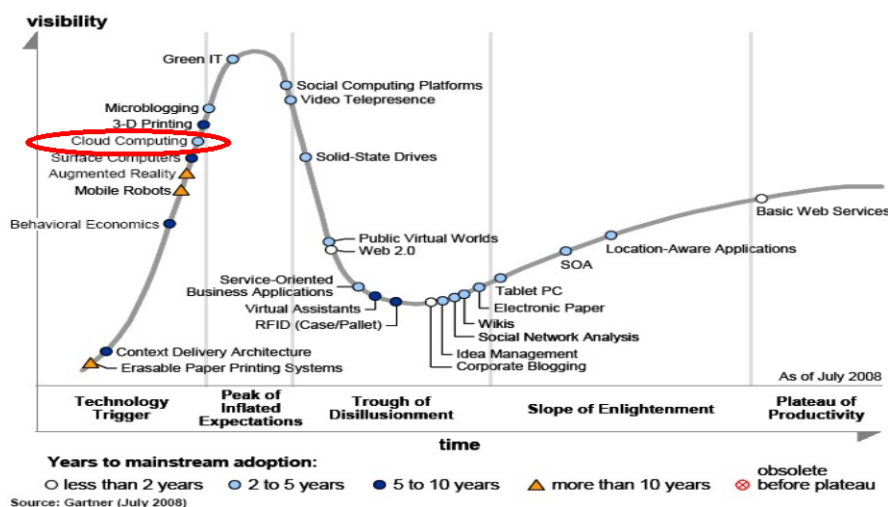 visibility
Green IT
Social Computing Platforms
Video Telepresence
Microblogging
3-D Printing
Cloud Computing
Surface Computers
Augmented Reality
Mobile Robots
Solid-State Drives
Behavioral Economics
Basic Web Services
Public Virtual Worlds
Web 2.0
Location-Aware Applications
SOA
Service-Oriented
Business Applications
Tablet PC
Virtual Assistants
Electronic Paper
RFID (Case/Pallet)
Wikis
Social Network Analysis
Context Delivery Architecture
Idea Management
Erasable Paper Printing Systems
Corporate Blogging
As of July 2008
Technology
Trigger
Peak of
Inflated
Expectations
Trough of
Disillusionment
Slope of Enlightenment
Plateau of
Productivity
time
Years to mainstream adoption:
less than 2 years
2 to 5 years
5 to 10 years
more than 10 years
obsolete
before plateau
Source: Gartner (July 2008)